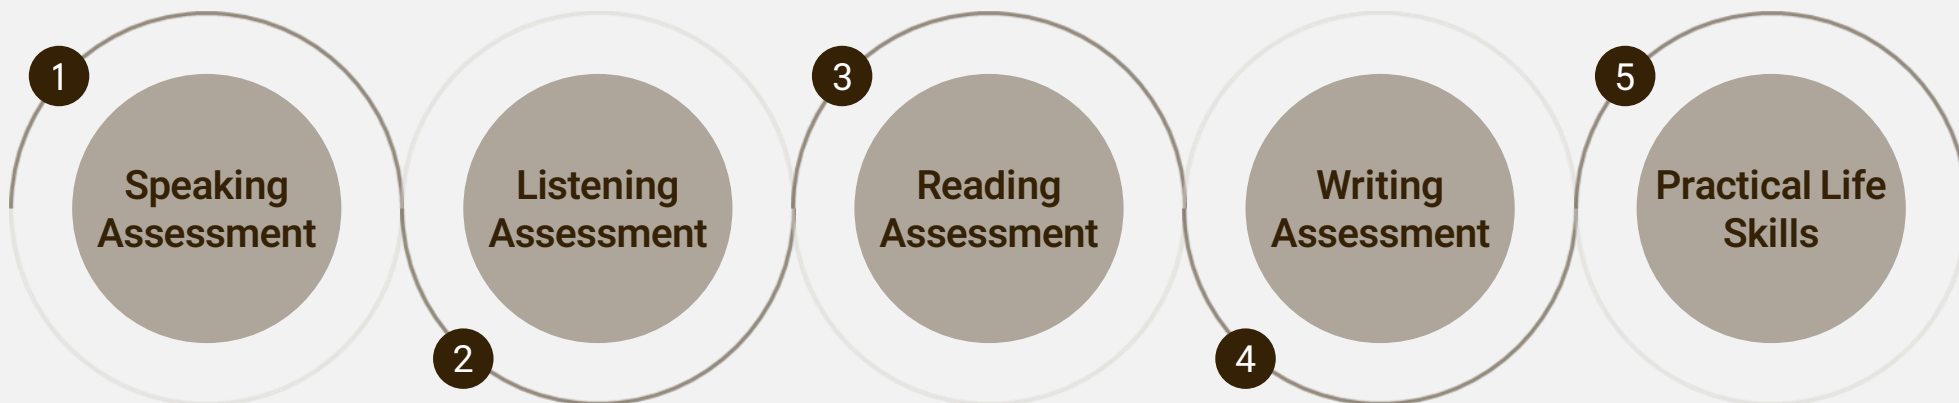 1
Speaking
Assessment
2
Listening
Assessment
3
Reading
Assessment
4
Writing
Assessment
5
Practical Life
Skills